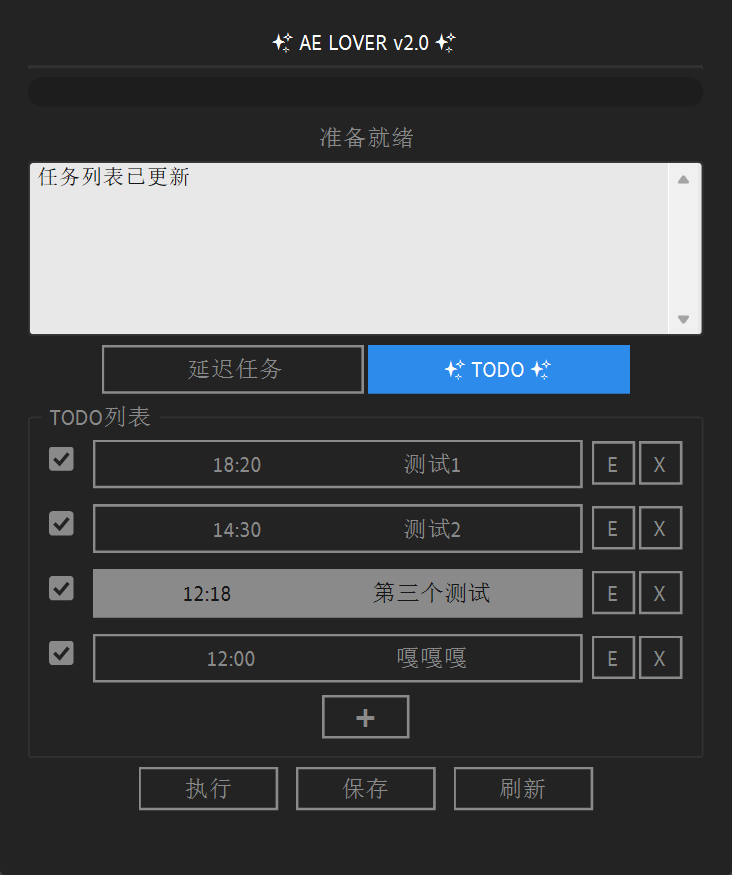 AE LOVER v2.0
准备就绪
任务列表已更新
延迟任务 TODO
TODO列表
18:20 测试1 E X
14:30 测试2 E X
12:18 第三个测试 E X
12:00 嘎嘎嘎 E X
+
执行 保存 刷新